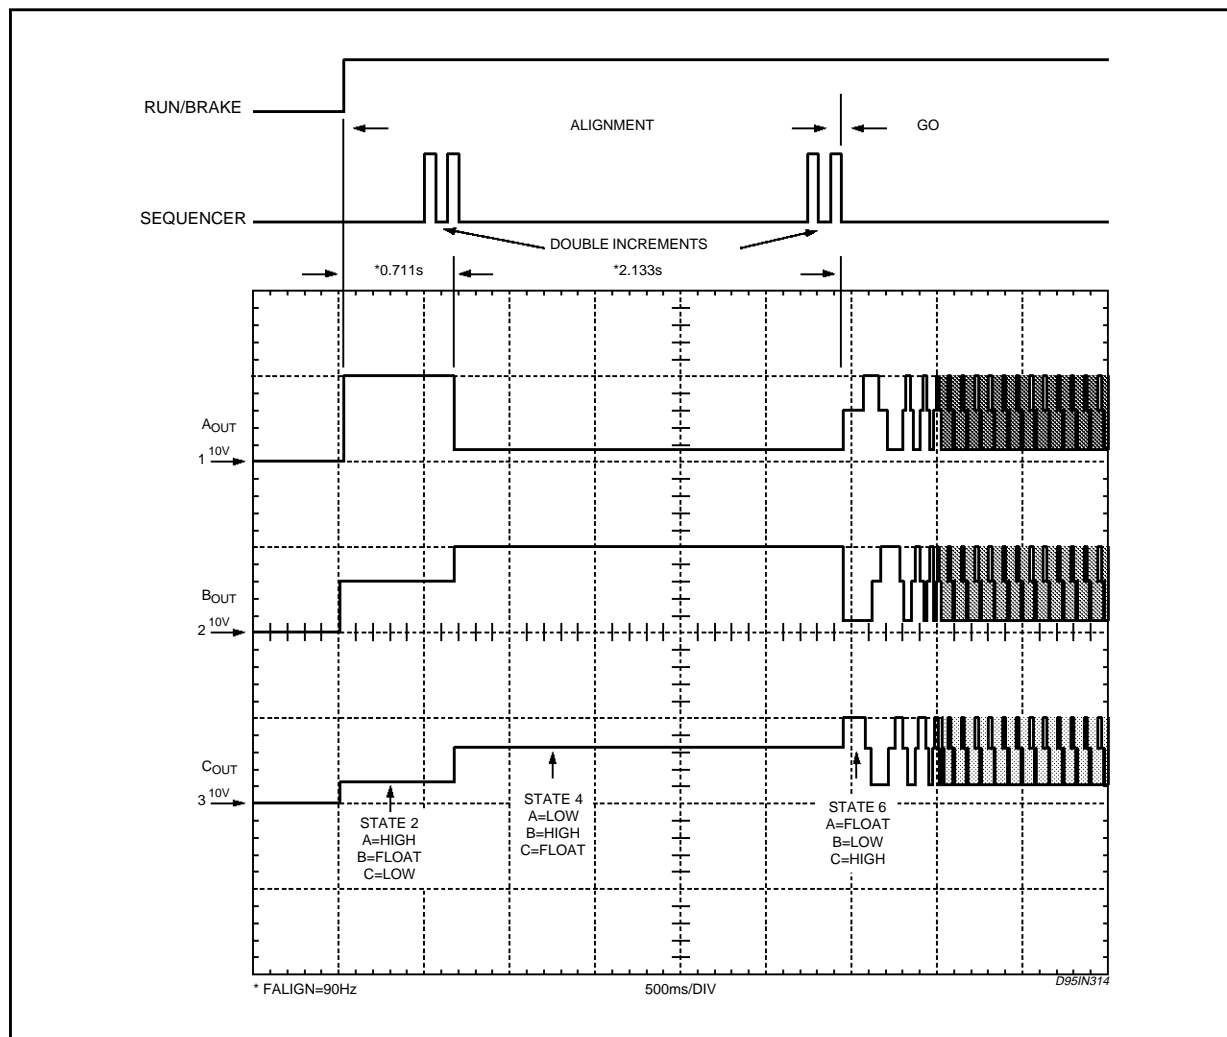 RUN/BRAKE
ALIGNMENT
GO
SEQUENCER
DOUBLE INCREMENTS
*0.711s
*2.133s
AOUT
1 10V
BOUT
2 10V
COUT
3 10V
STATE 2
A=HIGH
B=FLOAT
C=LOW
STATE 4
A=LOW
B=HIGH
C=FLOAT
STATE 6
A=FLOAT
B=LOW
C=HIGH
* FALIGN=90Hz
500ms/DIV
D95IN314